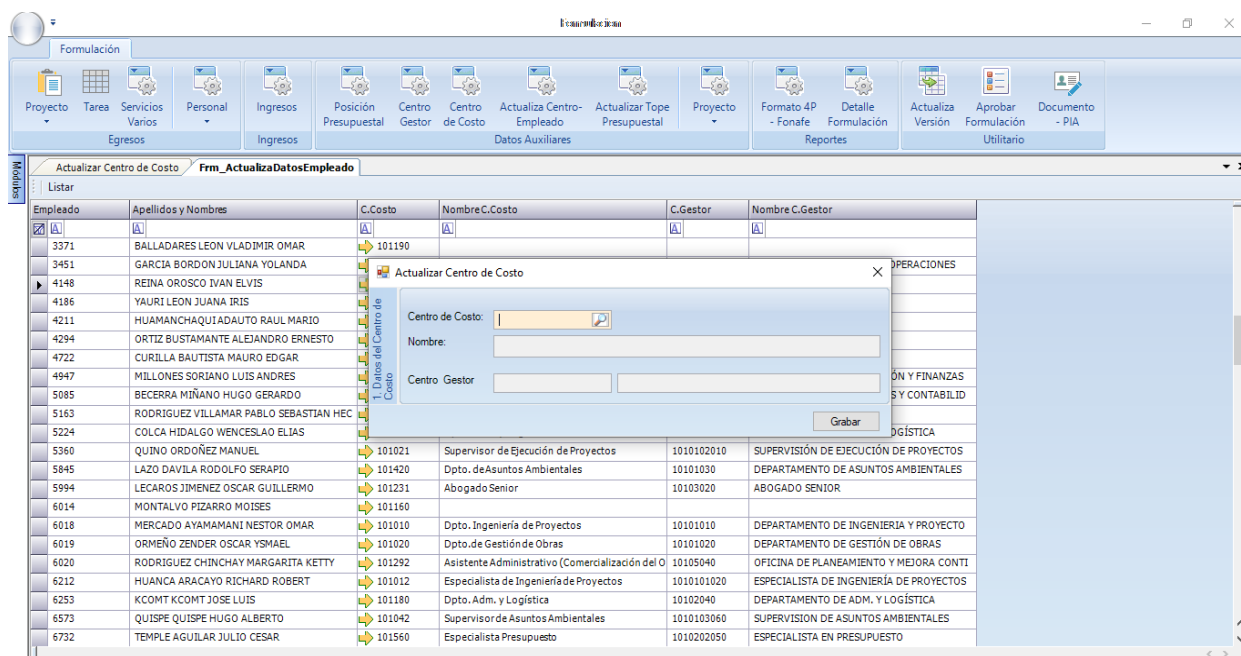 Formulación
Proyecto Tarea Servicios Varios Personal Ingresos Posición Presupuestal Centro Gestor Centro de Costo Actualiza Centro-Empleado Actualizar Tope Presupuestal Proyecto Formato 4P - Fonafe Detalle Formulación Actualiza Versión Aprobar Formulación Documento - PIA
Egresos Ingresos Datos Auxiliares Reportes Utilitario
Módulos
Actualizar Centro de Costo Frm_ActualizaDatosEmpleado
Listar
Empleado Apellidos y Nombres C.Costo NombreC.Costo C.Gestor Nombre C.Gestor
3371 BALLADARES LEON VLADIMIR OMAR 101190
3451 GARCIA BORDON JULIANA YOLANDA PERACIONES
4148 REINA OROSCO IVAN ELVIS
4186 YAURI LEON JUANA IRIS
4211 HUAMANCHAQUI ADAUTO RAUL MARIO
4294 ORTIZ BUSTAMANTE ALEJANDRO ERNESTO
4722 CURILLA BAUTISTA MAURO EDGAR
4947 MILLONES SORIANO LUIS ANDRES ÓN Y FINANZAS
5085 BECERRA MIÑANO HUGO GERARDO S Y CONTABILID
5163 RODRIGUEZ VILLAMAR PABLO SEBASTIAN HEC
5224 COLCA HIDALGO WENCESLAO ELIAS OGÍSTICA
Actualizar Centro de Costo
1. Datos del Centro de Costo
Centro de Costo:
Nombre:
Centro Gestor
Grabar
5360 QUINO ORDOÑEZ MANUEL 101021 Supervisor de Ejecución de Proyectos 1010102010 SUPERVISIÓN DE EJECUCIÓN DE PROYECTOS
5845 LAZO DAVILA RODOLFO SERAPIO 101420 Dpto. de Asuntos Ambientales 10101030 DEPARTAMENTO DE ASUNTOS AMBIENTALES
5994 LECAROS JIMENEZ OSCAR GUILLERMO 101231 Abogado Senior 10103020 ABOGADO SENIOR
6014 MONTALVO PIZARRO MOISES 101160
6018 MERCADO AYAMAMANI NESTOR OMAR 101010 Dpto. Ingeniería de Proyectos 10101010 DEPARTAMENTO DE INGENIERIA Y PROYECTO
6019 ORMEÑO ZENDER OSCAR YSMAEL 101020 Dpto.de Gestión de Obras 10101020 DEPARTAMENTO DE GESTIÓN DE OBRAS
6020 RODRIGUEZ CHINCHAY MARGARITA KETTY 101292 Asistente Administrativo (Comercialización del O 10105040 OFICINA DE PLANEAMIENTO Y MEJORA CONTI
6212 HUANCA ARACAYO RICHARD ROBERT 101012 Especialista de Ingeniería de Proyectos 1010101020 ESPECIALISTA DE INGENIERÍA DE PROYECTOS
6253 KCOMT KCOMT JOSE LUIS 101180 Dpto. Adm. y Logística 10102040 DEPARTAMENTO DE ADM. Y LOGÍSTICA
6573 QUISPE QUISPE HUGO ALBERTO 101042 Supervisor de Asuntos Ambientales 1010103060 SUPERVISION DE ASUNTOS AMBIENTALES
6732 TEMPLE AGUILAR JULIO CESAR 101560 Especialista Presupuesto 1010202050 ESPECIALISTA EN PRESUPUESTO